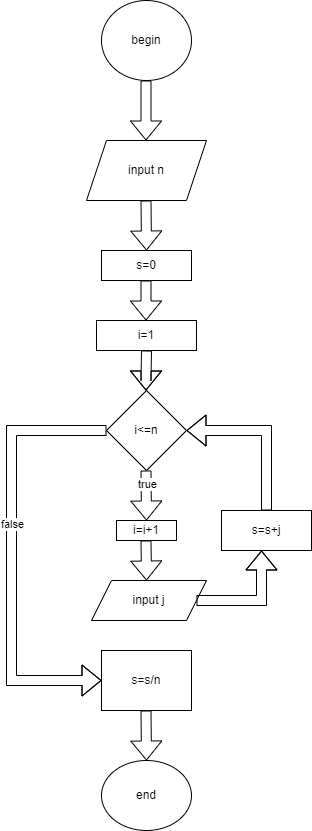 begin
input n
s=0
i=1
i<=n
true
false
i=i+1
s=s+j
input j
s=s/n
end